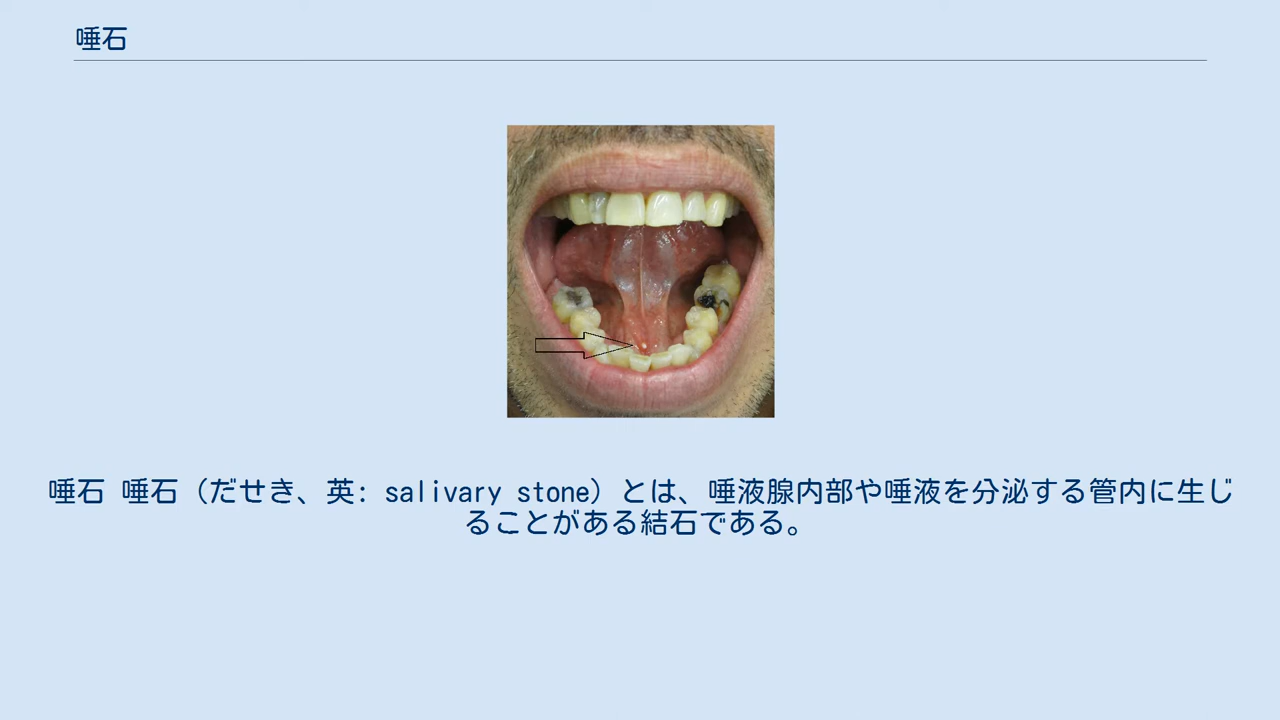 唾石
唾石 唾石（だせき、英: salivary stone）とは、唾液腺内部や唾液を分泌する管内に生じ
ることがある結石である。